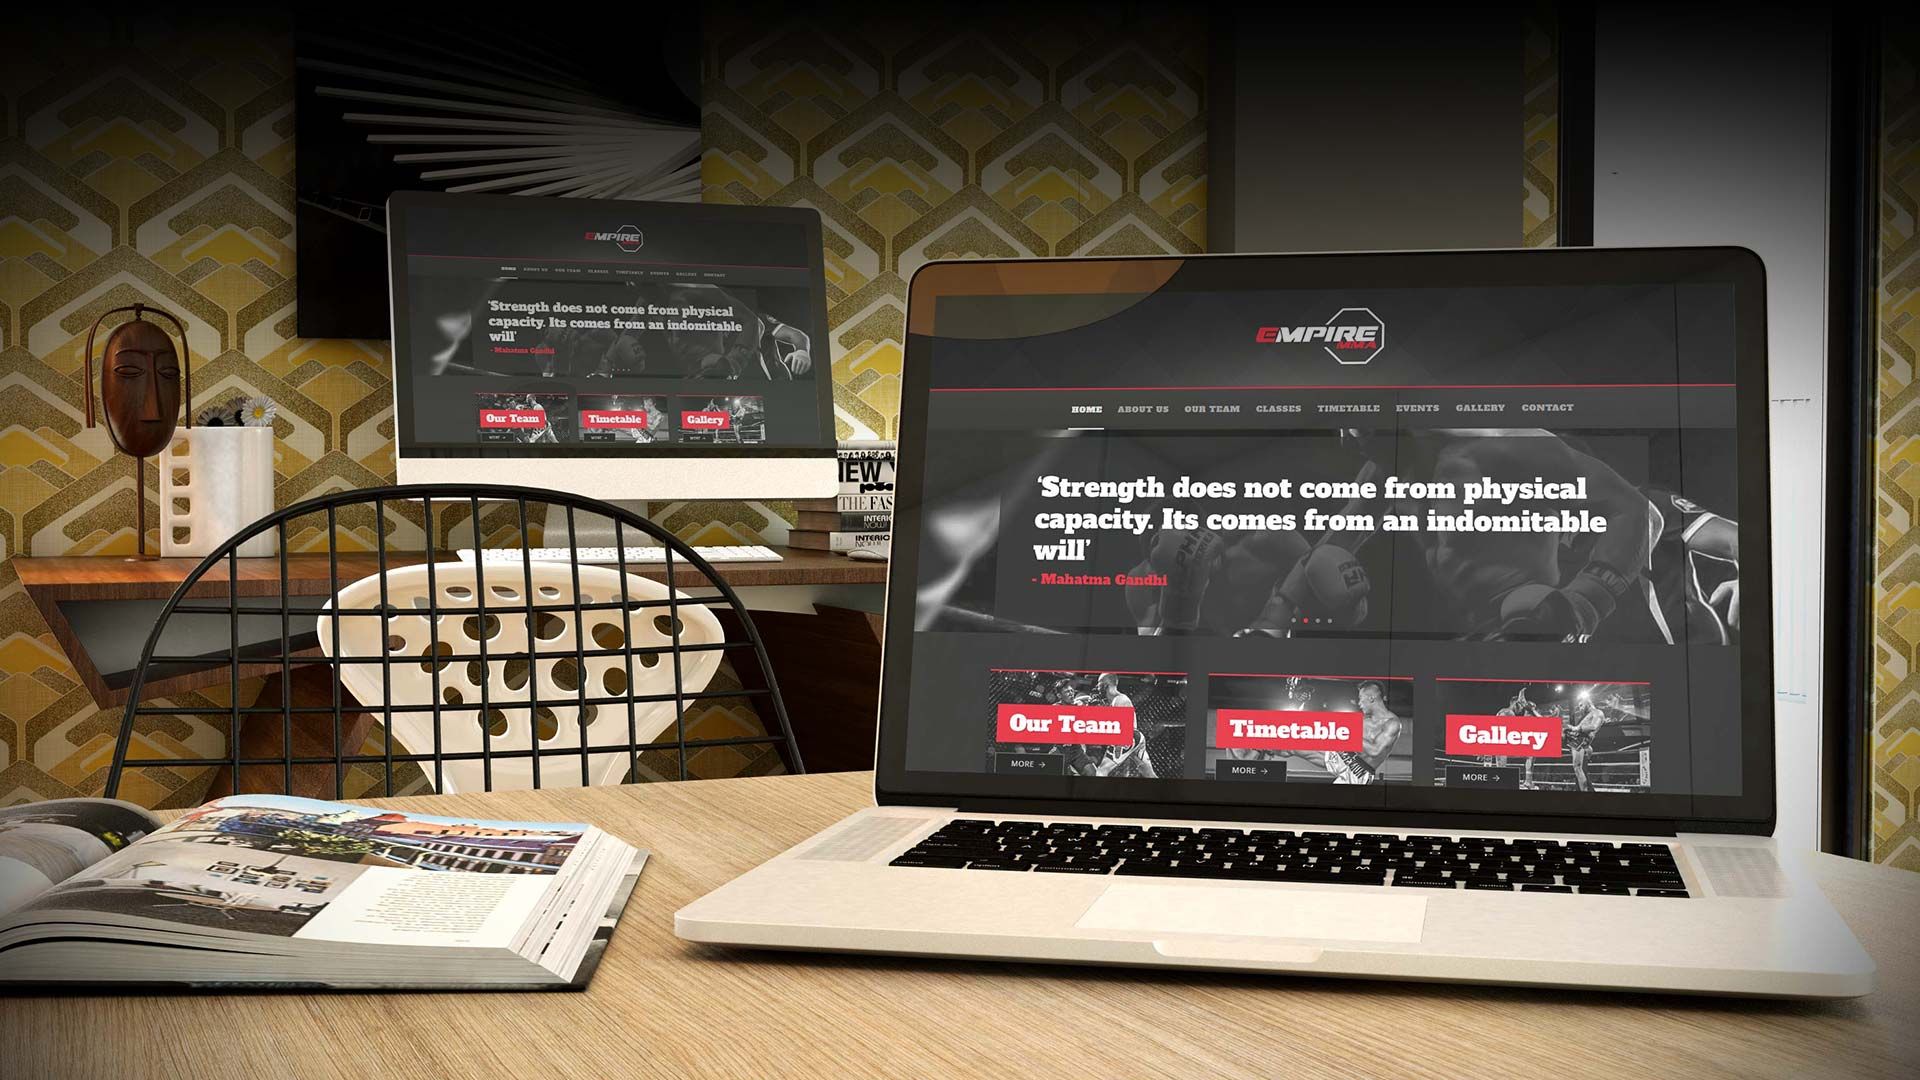 EMPIRE
MMA
HOME ABOUT US OUR TEAM CLASSES TIMETABLE EVENTS GALLERY CONTACT
'Strength does not come from physical
capacity. Its comes from an indomitable
will'
- Mahatma Gandhi
Our Team Timetable Gallery
MORE → MORE → MORE →
THE FAS
INTERIC
INTERIC
EMPIRE
MMA
HOME ABOUT US OUR TEAM CLASSES TIMETABLE EVENTS GALLERY CONTACT
'Strength does not come from physical
capacity. Its comes from an indomitable
will'
- Mahatma Gandhi
Our Team
Timetable
Gallery
MORE →
MORE →
MORE →